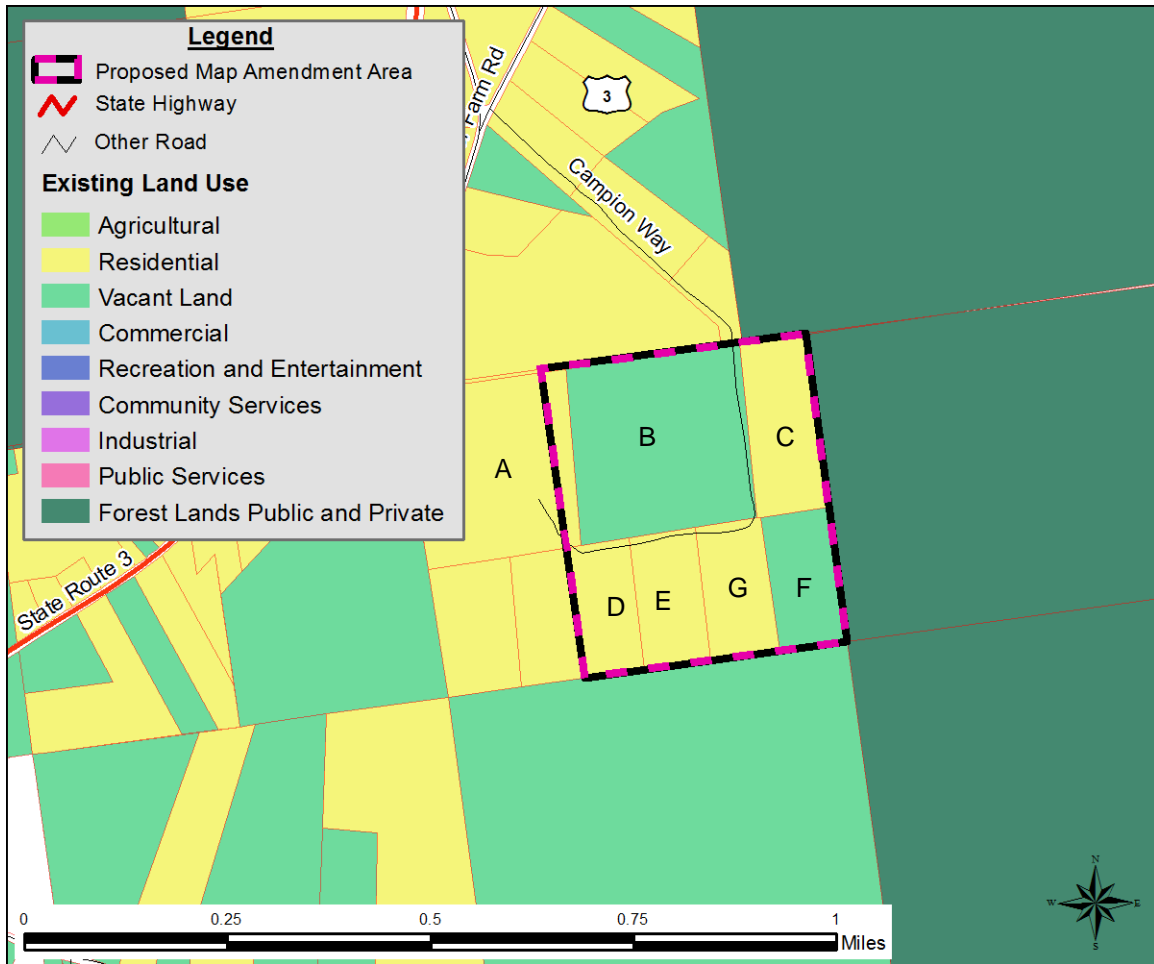 Legend
Proposed Map Amendment Area
State Highway
Other Road
Existing Land Use
Agricultural
Residential
Vacant Land
Commercial
Recreation and Entertainment
Community Services
Industrial
Public Services
Forest Lands Public and Private
Farm Rd
3
Campion Way
A
B
C
D
E
G
F
State Route 3
0 0.25 0.5 0.75 1
Miles
N
W E
S